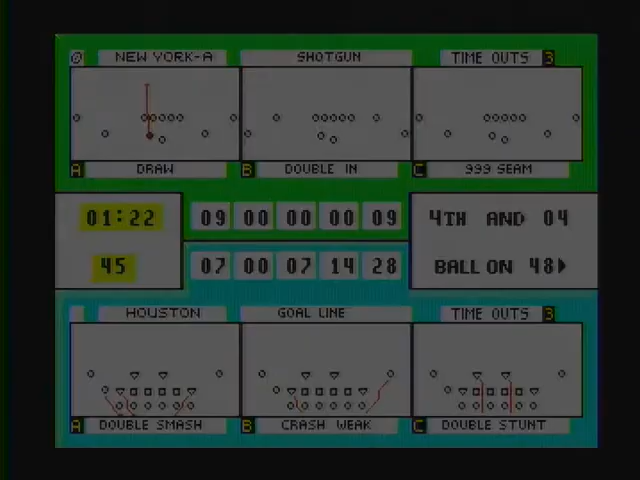 NEW YORK-A SHOTGUN TIME OUTS 3
A DRAW B DOUBLE IN C 999 SEAM
01:22 09 00 00 00 09 4TH AND 04
45 07 00 07 14 28 BALL ON 48
HOUSTON GOAL LINE TIME OUTS 3
A DOUBLE SMASH B CRASH WEAK C DOUBLE STUNT